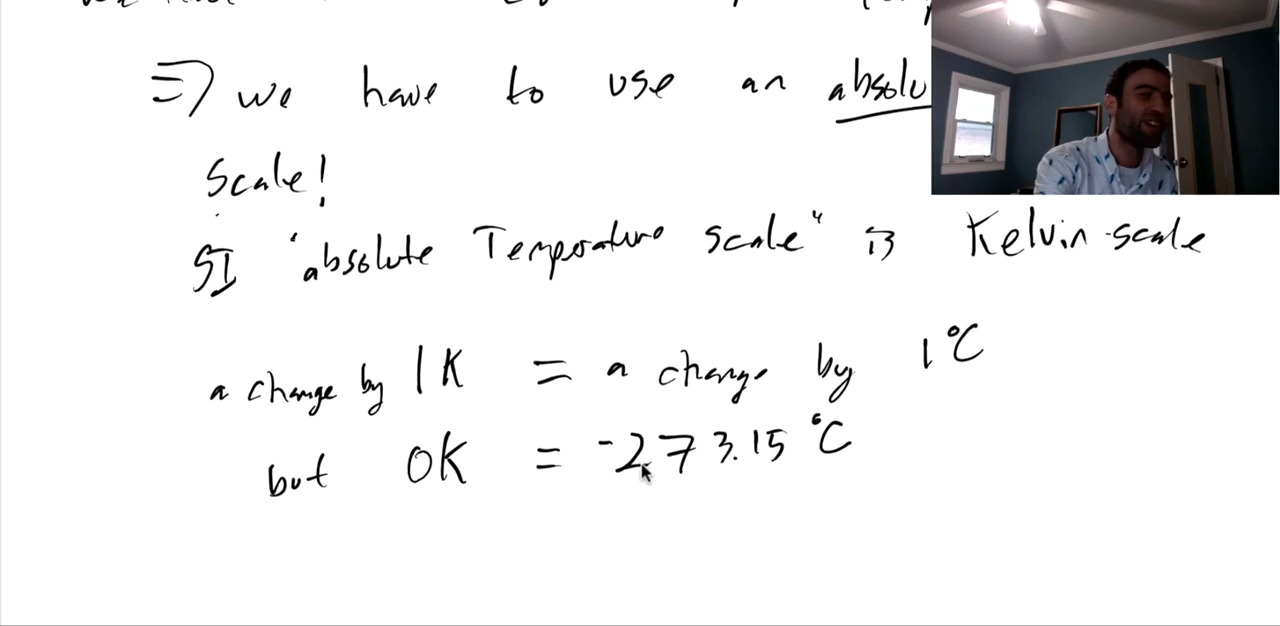 ⇒ we have to use an absolu
Scale!
SI "absolute Temperature scale" is Kelvin-scale
a change by 1K = a change by 1°C
but 0K = -273.15 °C